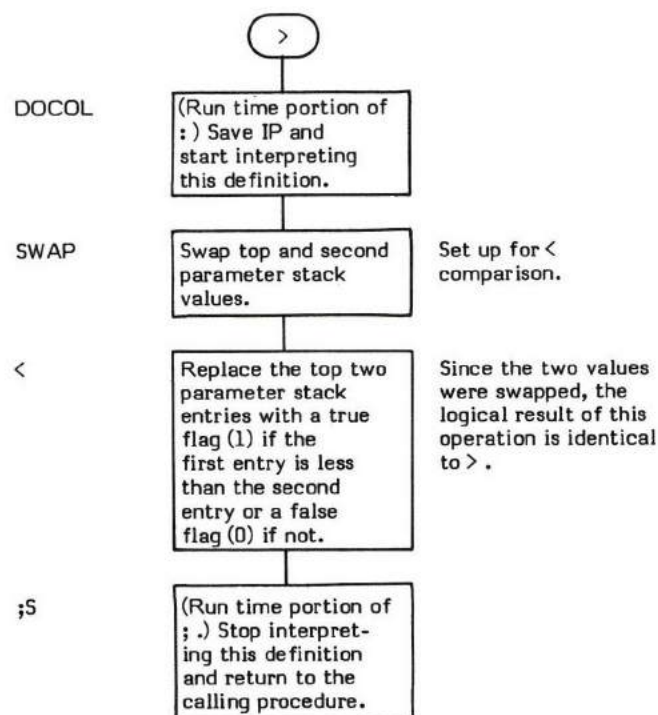 >
DOCOL
(Run time portion of
: ) Save IP and
start interpreting
this definition.
SWAP
Swap top and second
parameter stack
values.
Set up for <
comparison.
<
Replace the top two
parameter stack
entries with a true
flag (1) if the
first entry is less
than the second
entry or a false
flag (0) if not.
Since the two values
were swapped, the
logical result of this
operation is identical
to > .
;S
(Run time portion of
; .) Stop interpret-
ing this definition
and return to the
calling procedure.